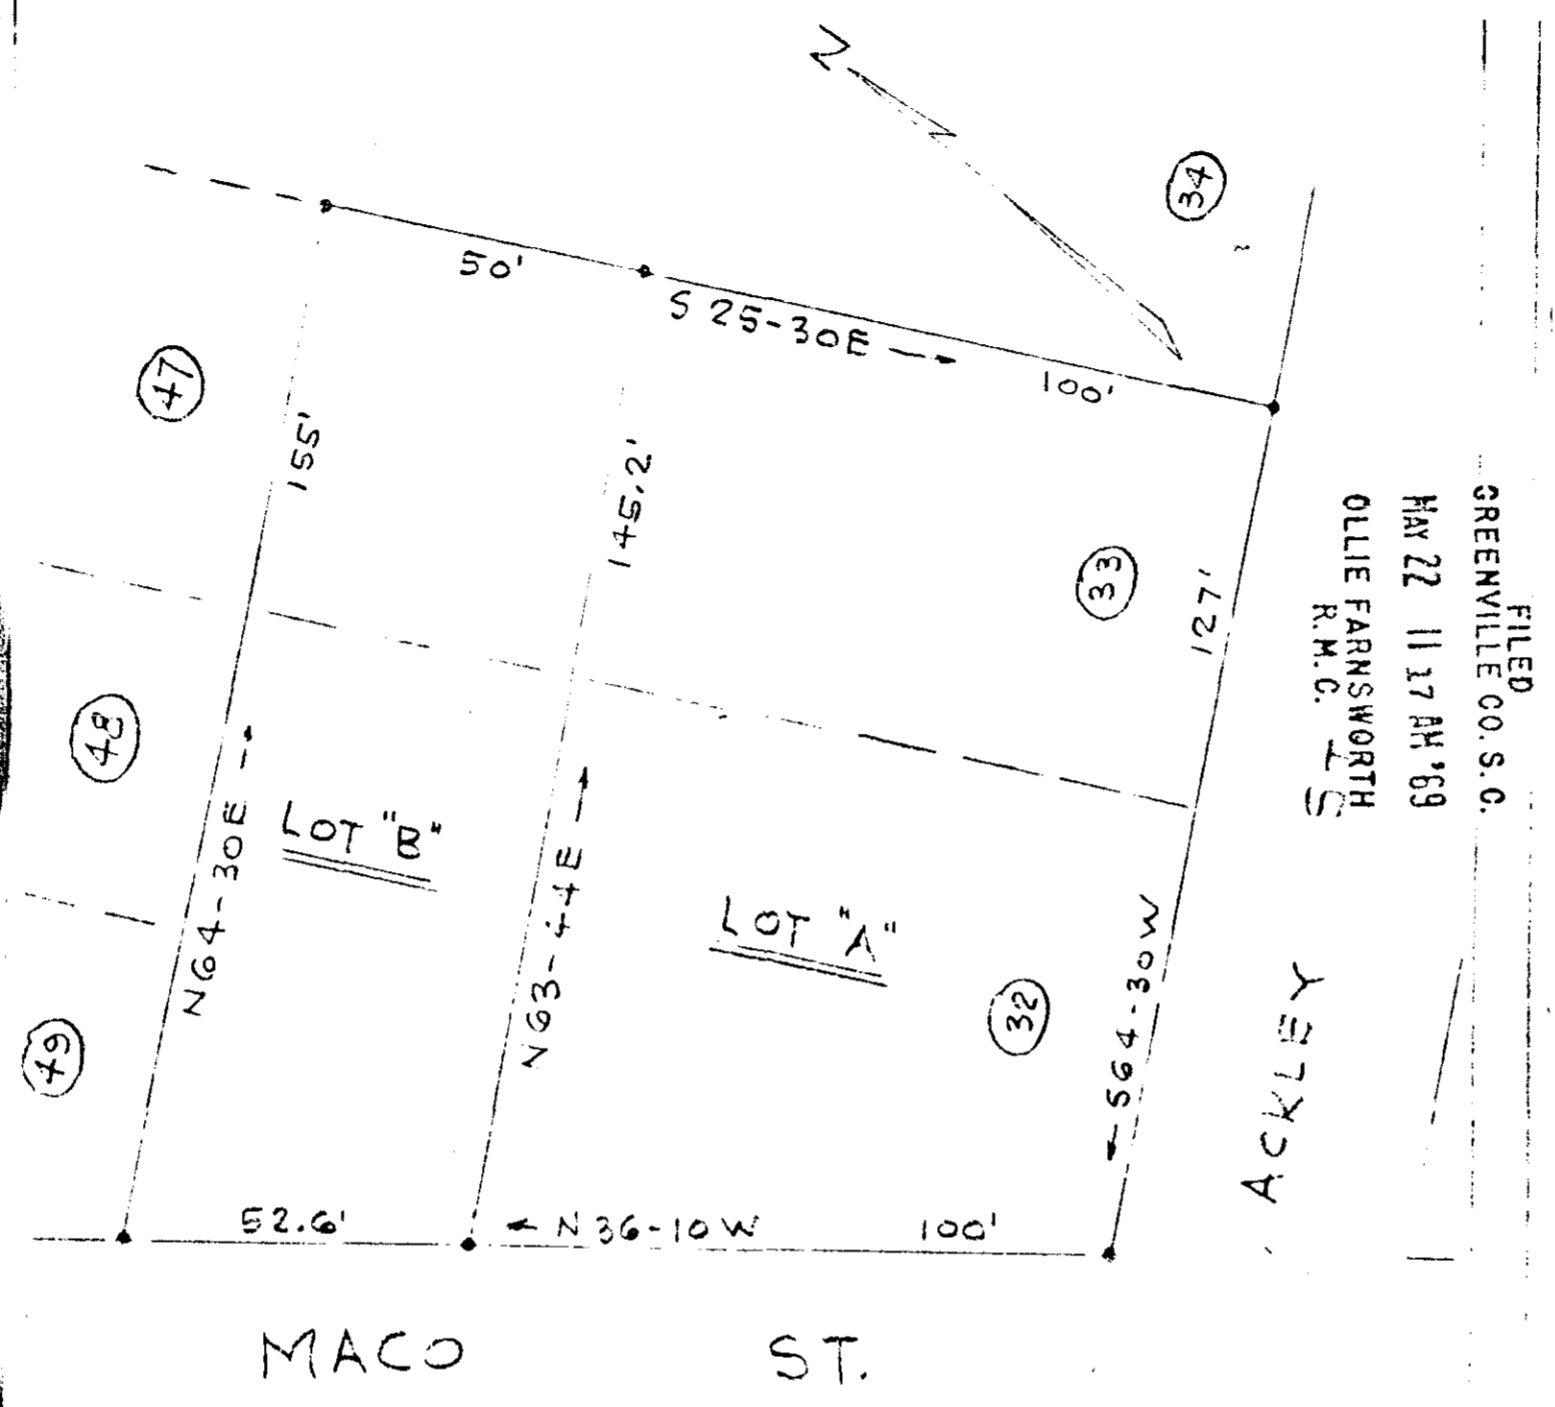 N
34
50'
S 25-30E
100'
47
155'
145.2'
33
127'
FILED
GREENVILLE CO. S. C.
MAY 22 11 17 AM '69
OLLIE FARNSWORTH
R. M. C.
48
N64-30E
LOT "B"
N63-44E
LOT "A"
32
S64-30W
ACKLEY
49
52.6'
N36-10W
100'
MACO ST.